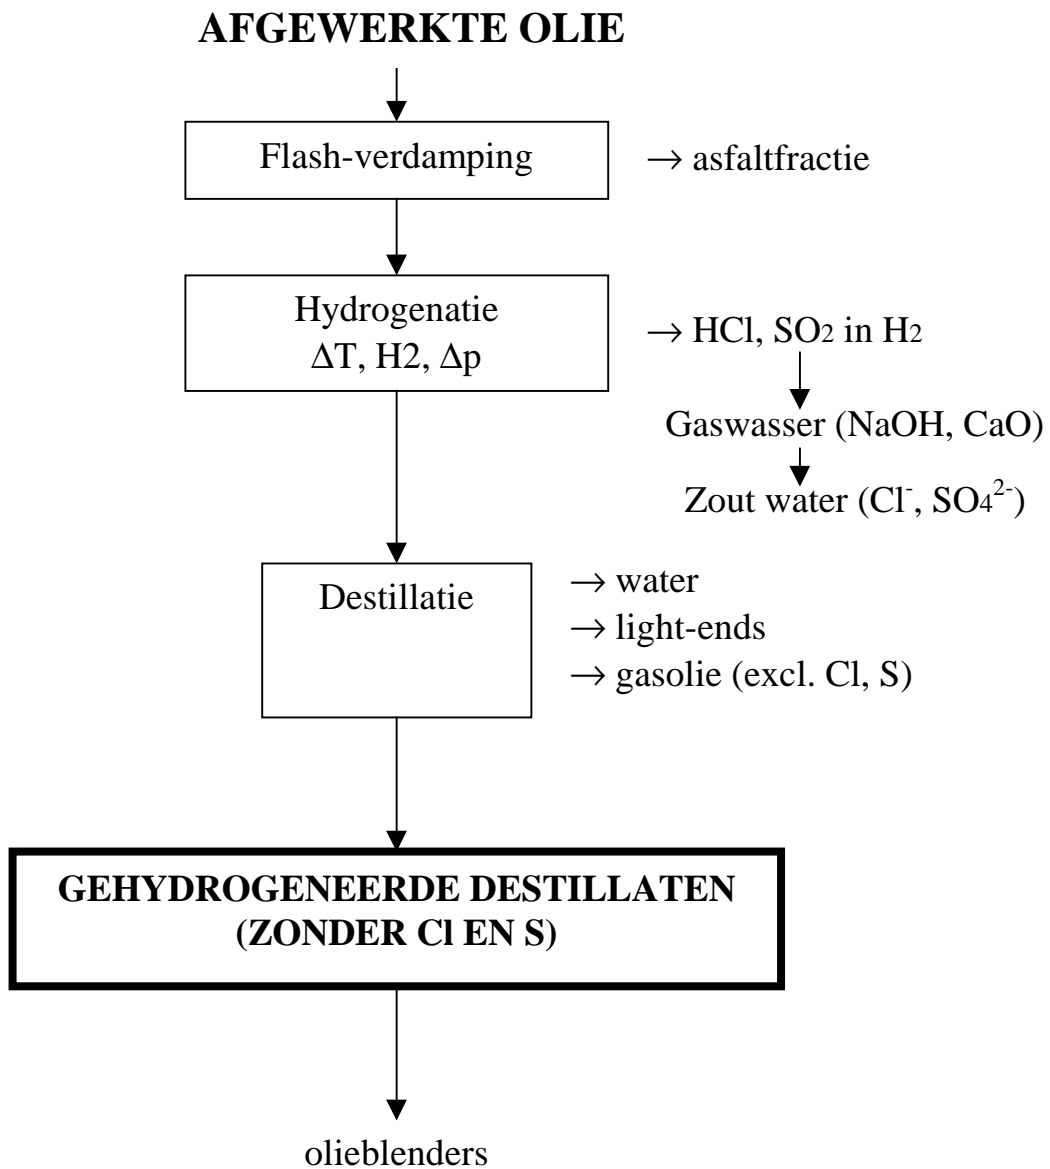 AFGEWERKTE OLIE
Flash-verdamping
→ asfaltfractie
Hydrogenatie
ΔT, H2, Δp
→ HCl, SO2 in H2
Gaswasser (NaOH, CaO)
Zout water (Cl⁻, SO4²⁻)
Destillatie
→ water
→ light-ends
→ gasolie (excl. Cl, S)
GEHYDROGENEERDE DESTILLATEN
(ZONDER Cl EN S)
olieblenders